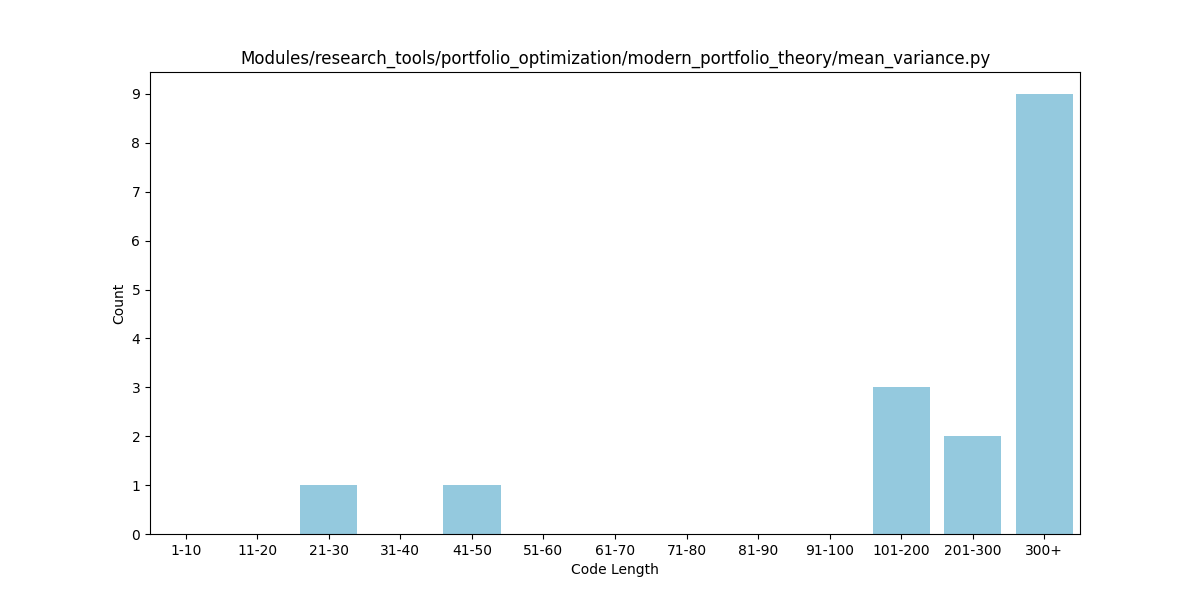 Modules/research_tools/portfolio_optimization/modern_portfolio_theory/mean_variance.py
9
8
7
6
5
4
3
2
1
0
Count
1-10 11-20 21-30 31-40 41-50 51-60 61-70 71-80 81-90 91-100 101-200 201-300 300+
Code Length